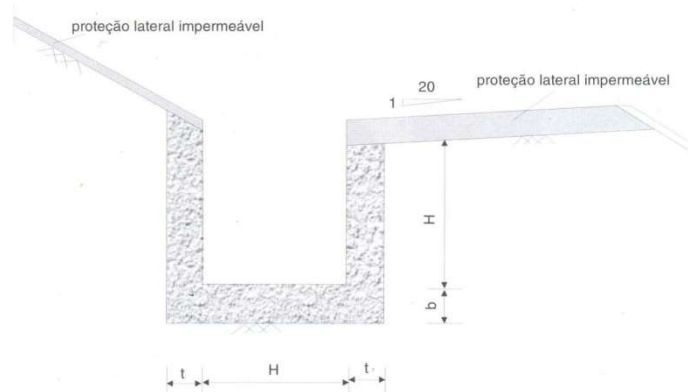 proteção lateral impermeável
20
1
proteção lateral impermeável
H
b
t
H
t